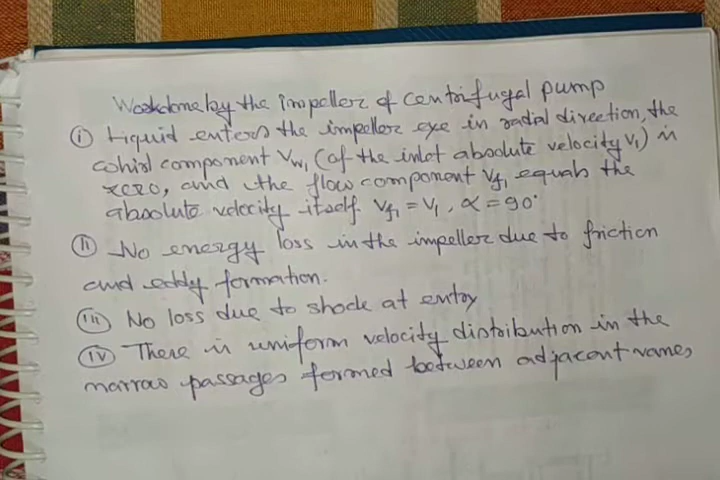 Workdone by the impeller of centrifugal pump
(i) Liquid enters the impeller eye in radial direction, the
whirl component Vw₁ (of the inlet absolute velocity V₁) is
zero, and the flow component Vf₁ equals the
absolute velocity itself Vf₁ = V₁, α = 90°
(ii) No energy loss in the impeller due to friction
and eddy formation.
(iii) No loss due to shock at entry
(iv) There is uniform velocity distribution in the
narrow passages formed between adjacent vanes